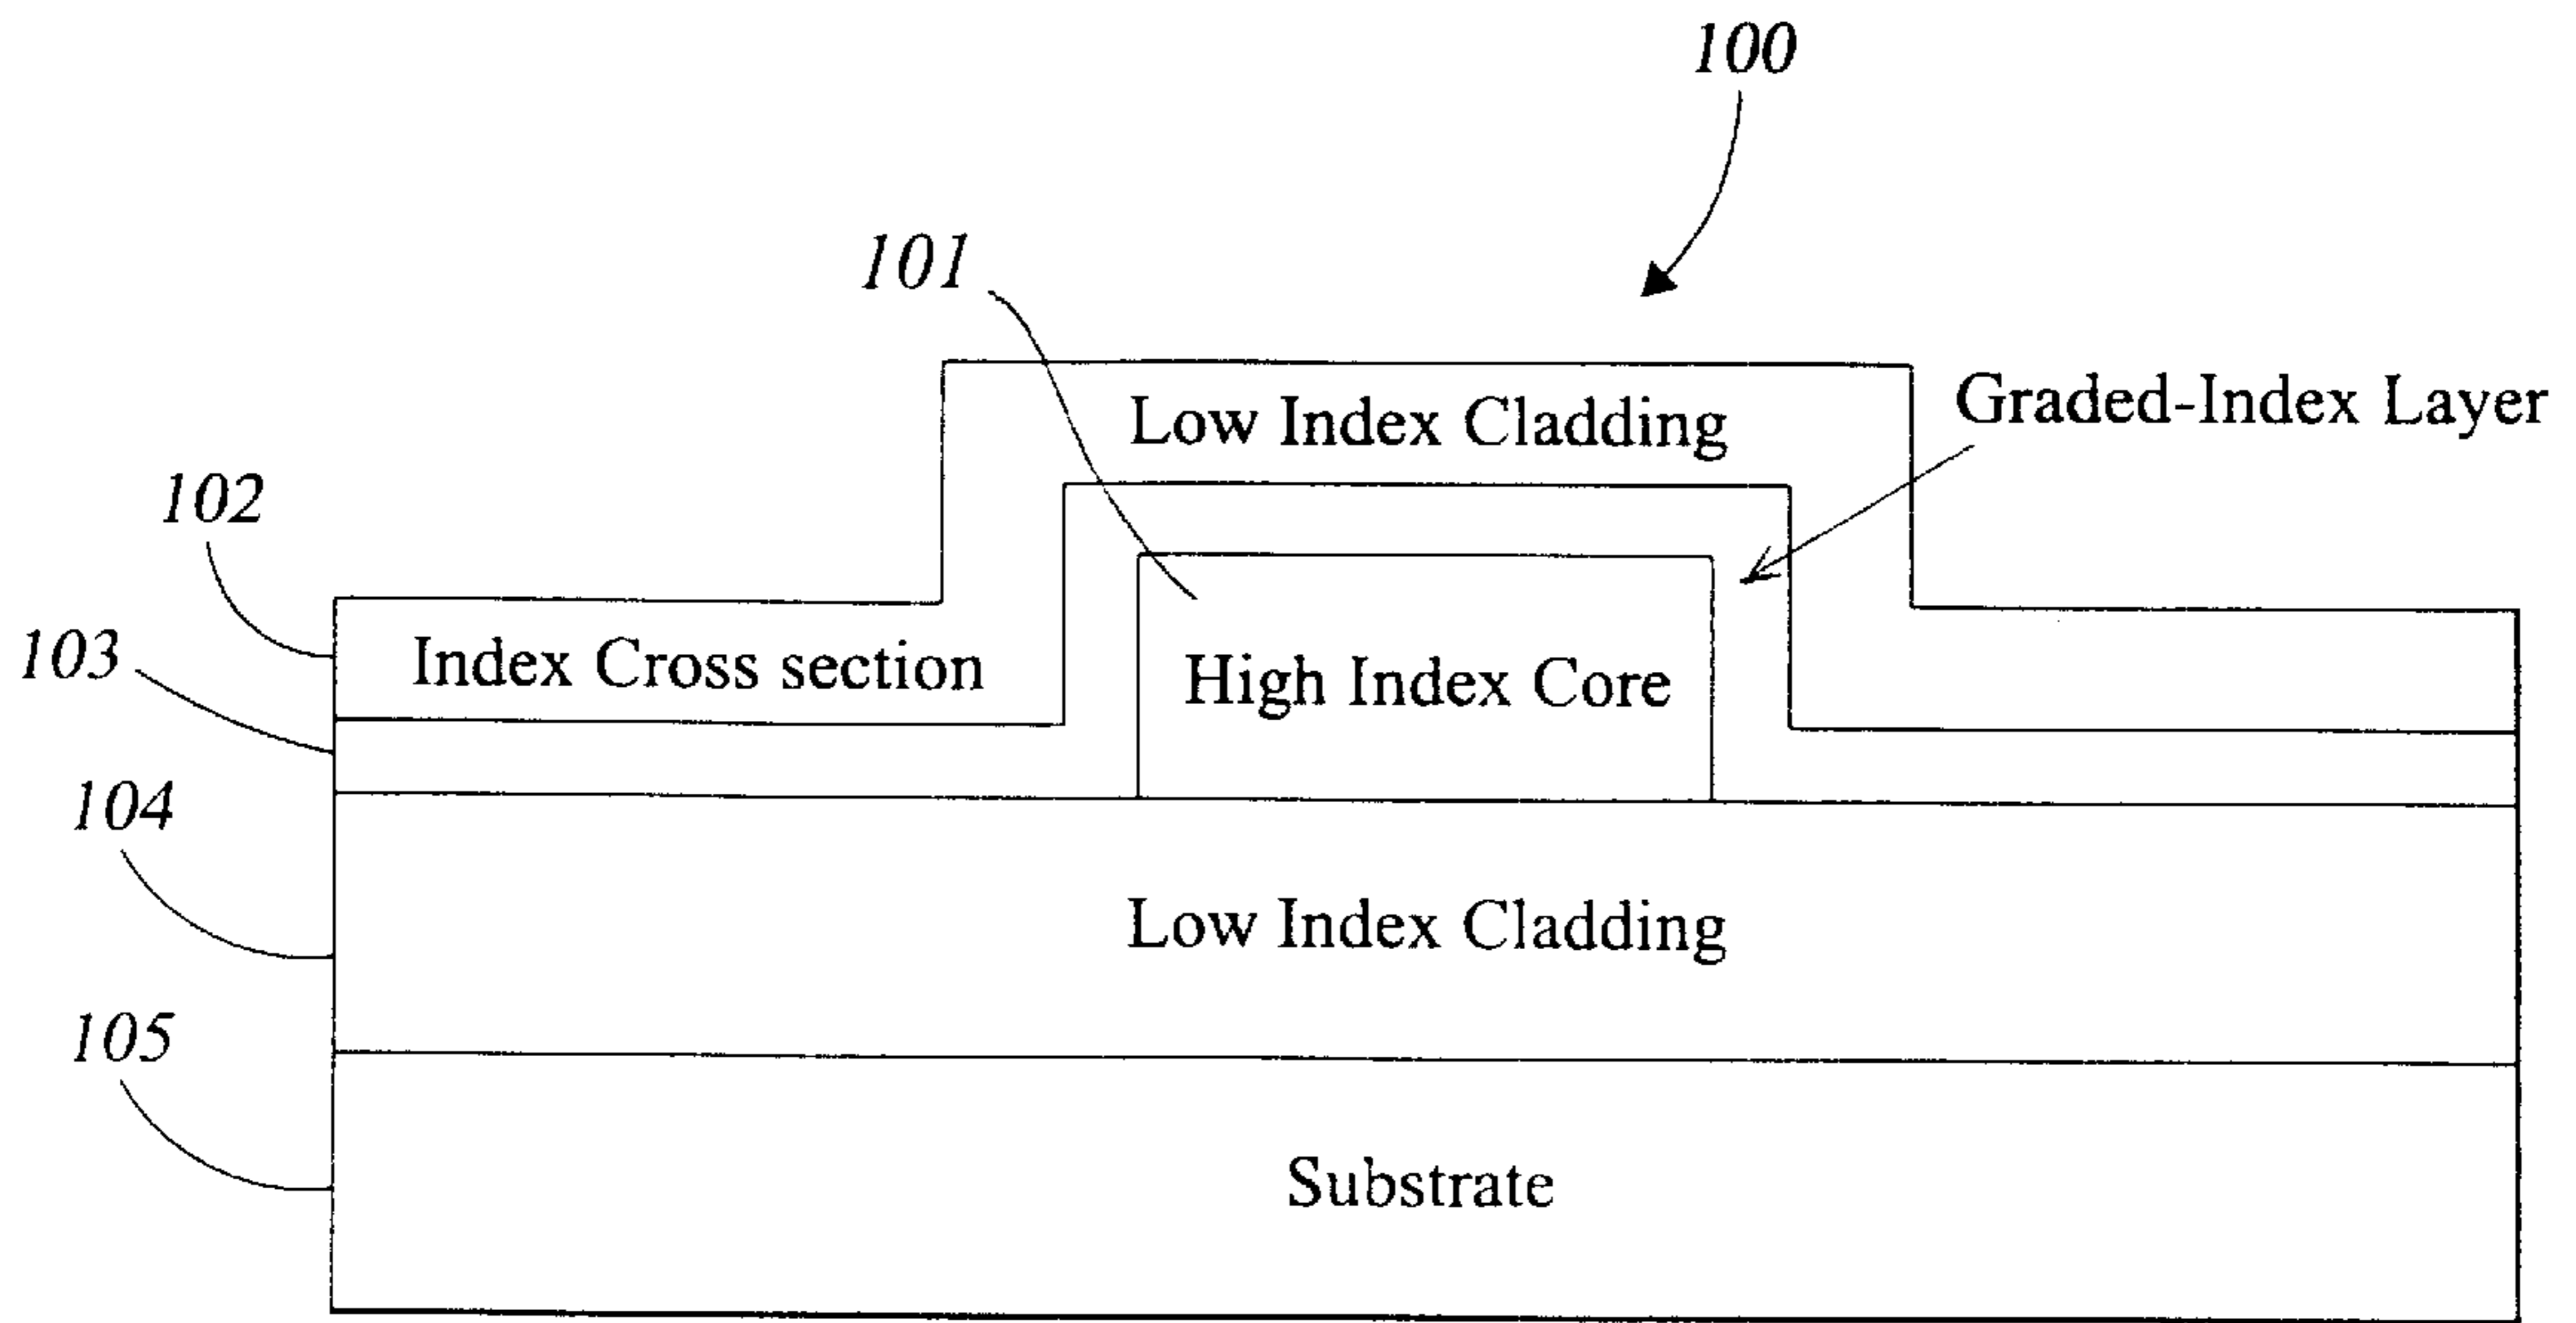 100
101
Low Index Cladding
Graded-Index Layer
102
103
Index Cross section
High Index Core
104
Low Index Cladding
105
Substrate